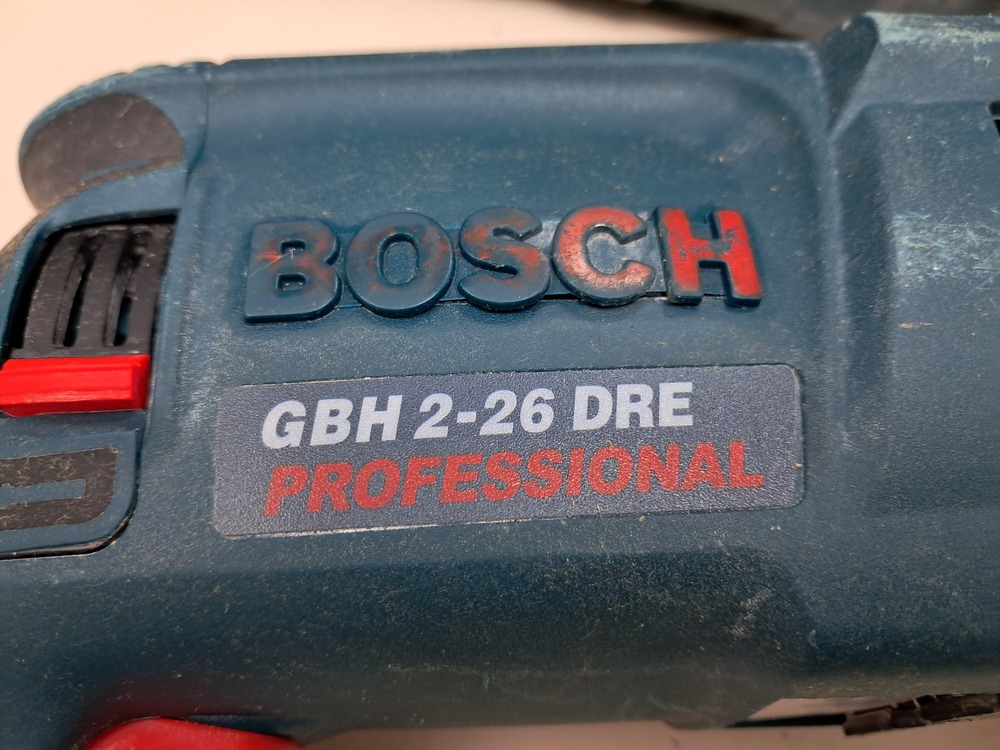 BOSCH
GBH 2-26 DRE
PROFESSIONAL